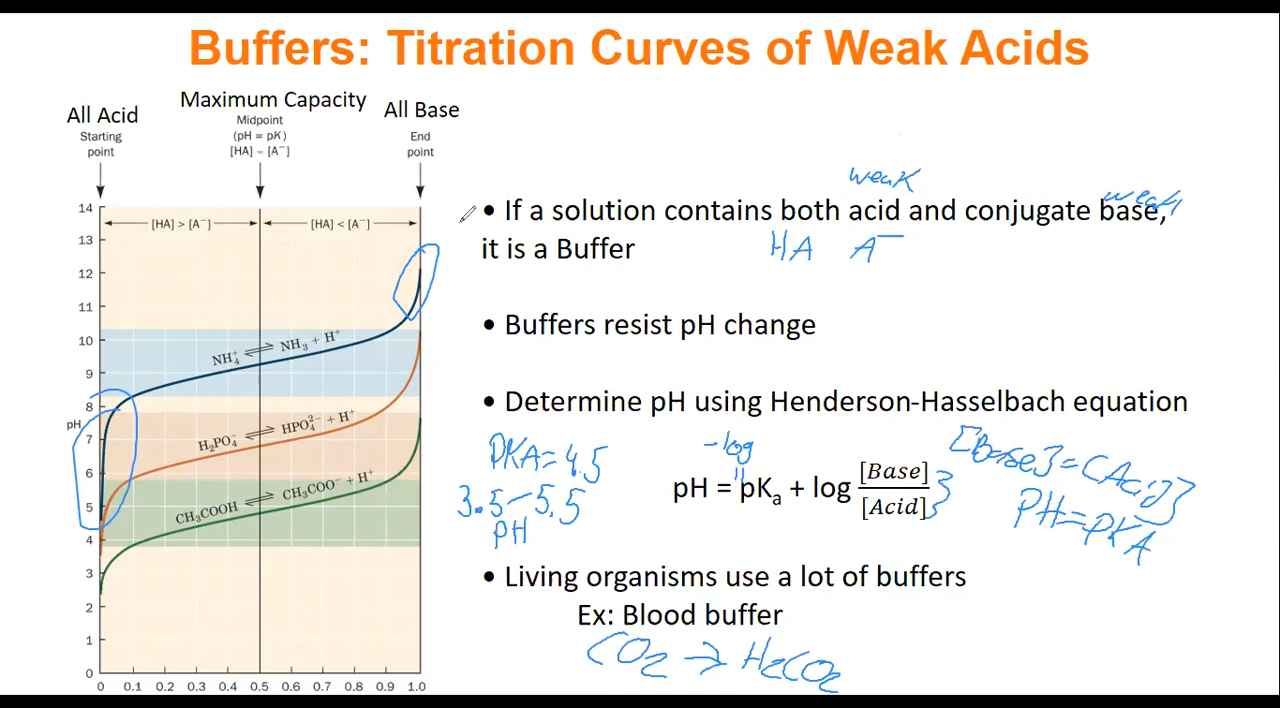 Buffers: Titration Curves of Weak Acids
All Acid
Maximum Capacity
All Base
Starting
point
Midpoint
(pH = pK)
[HA] – [A⁻]
End
point
[HA] > [A⁻]
[HA] < [A⁻]
14
13
12
11
10
9
8
7
6
5
4
3
2
1
0
pH
NH₄⁺ ⇌ NH₃ + H⁺
H₂PO₄⁻ ⇌ HPO₄²⁻ + H⁺
CH₃COOH ⇌ CH₃COO⁻ + H⁺
0 0.1 0.2 0.3 0.4 0.5 0.6 0.7 0.8 0.9 1.0
weak
weak
• If a solution contains both acid and conjugate base,
it is a Buffer
HA A⁻
• Buffers resist pH change
• Determine pH using Henderson-Hasselbach equation
PKA = 4.5
3.5 – 5.5
PH
-log
pH = pKₐ + log [Base]/[Acid]
[Base] = [Acid]
PH = PKA
• Living organisms use a lot of buffers
Ex: Blood buffer
CO₂ → H₂CO₂